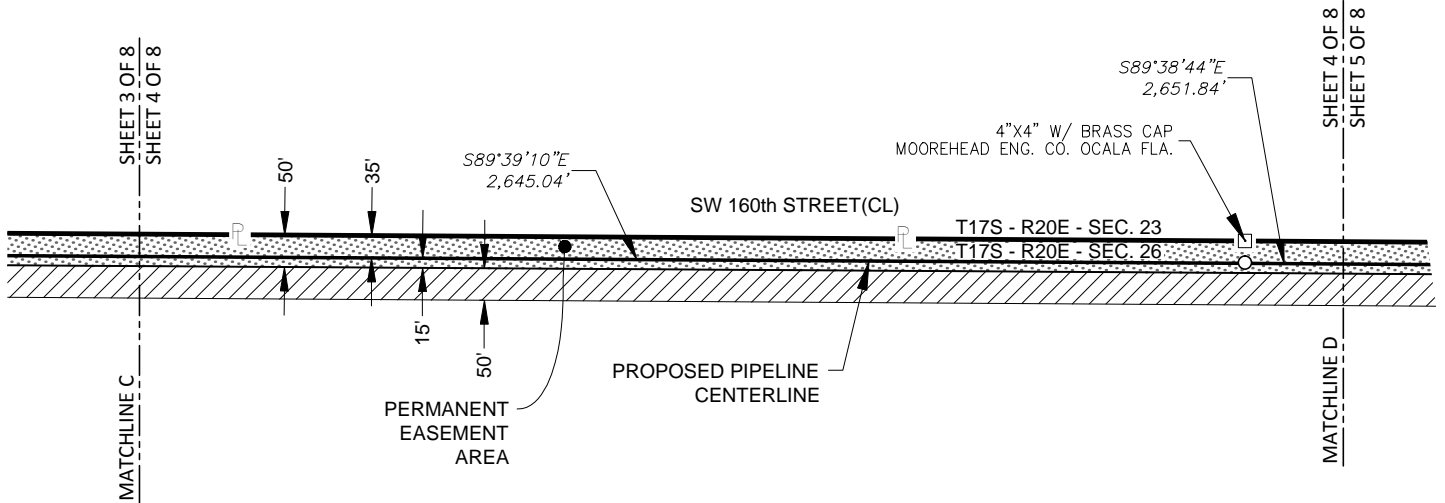 SHEET 3 OF 8
SHEET 4 OF 8
SHEET 4 OF 8
SHEET 5 OF 8
S89°38'44"E
2,651.84'
4"X4" W/ BRASS CAP
MOOREHEAD ENG. CO. OCALA FLA.
S89°39'10"E
2,645.04'
50'
35'
SW 160th STREET(CL)
PL
PL
T17S - R20E - SEC. 23
T17S - R20E - SEC. 26
15'
50'
PROPOSED PIPELINE
CENTERLINE
PERMANENT
EASEMENT
AREA
MATCHLINE C
MATCHLINE D